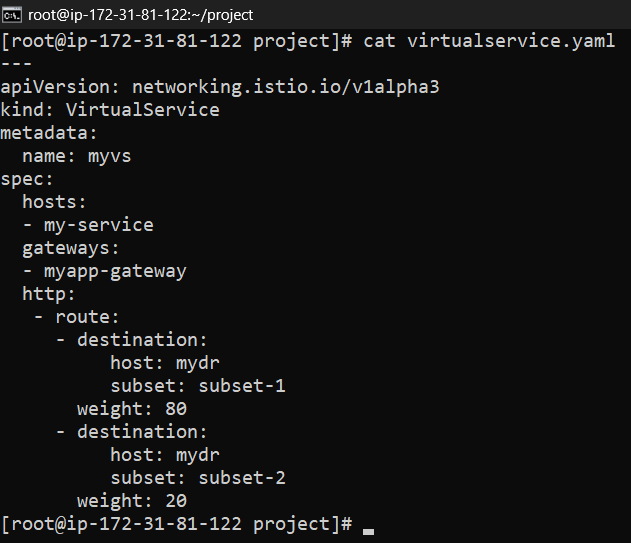 root@ip-172-31-81-122:~/project
[root@ip-172-31-81-122 project]# cat virtualservice.yaml
---
apiVersion: networking.istio.io/v1alpha3
kind: VirtualService
metadata:
  name: myvs
spec:
  hosts:
  - my-service
  gateways:
  - myapp-gateway
  http:
   - route:
     - destination:
          host: mydr
          subset: subset-1
       weight: 80
     - destination:
          host: mydr
          subset: subset-2
       weight: 20
[root@ip-172-31-81-122 project]#